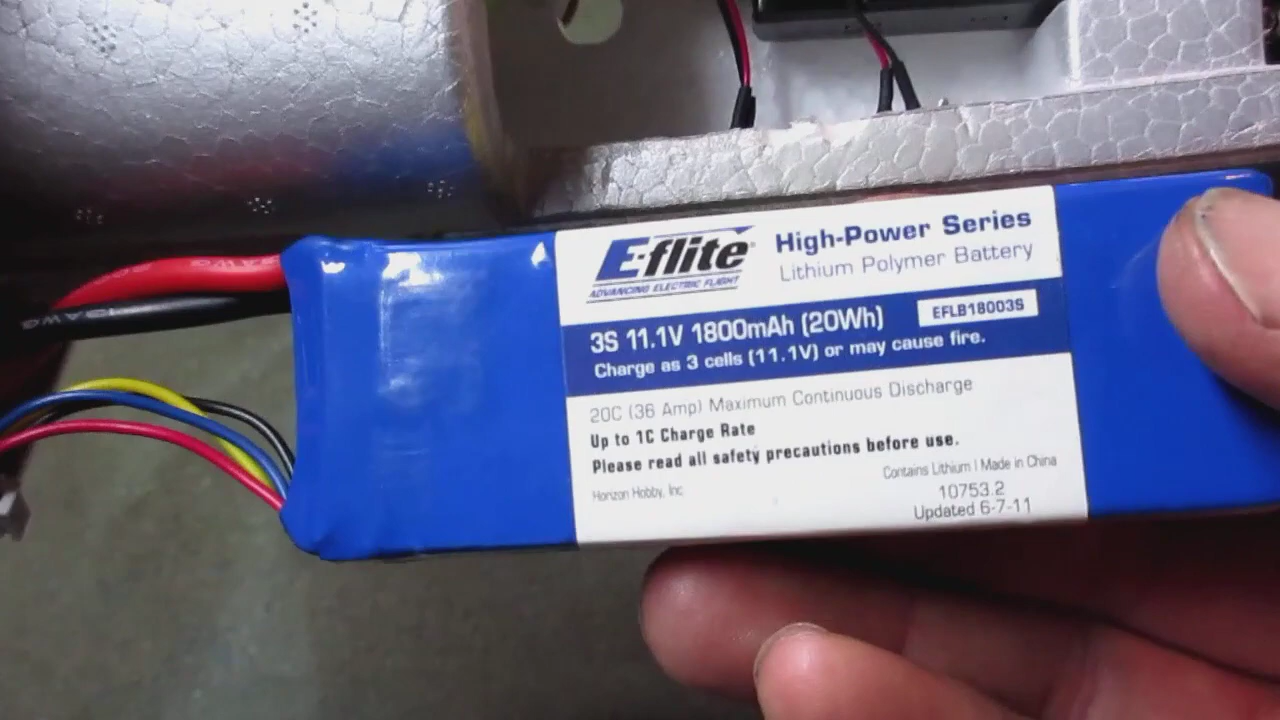 E-flite®
ADVANCING ELECTRIC FLIGHT
High-Power Series
Lithium Polymer Battery
3S 11.1V 1800mAh (20Wh)
EFLB18003S
Charge as 3 cells (11.1V) or may cause fire.
20C (36 Amp) Maximum Continuous Discharge
Up to 1C Charge Rate
Please read all safety precautions before use.
Contains Lithium | Made in China
Horizon Hobby, Inc
10753.2
Updated 6-7-11
AWG
13AWG